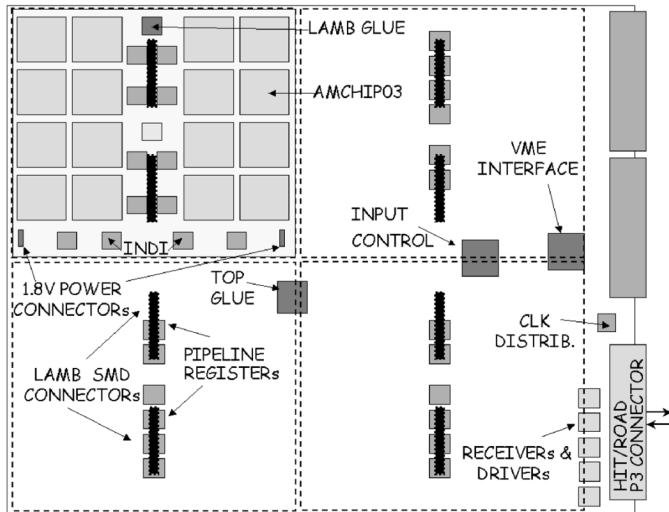 LAMB GLUE
AMCHIP03
VME
INTERFACE
INPUT
CONTROL
INDI
1.8V POWER
CONNECTORs
TOP
GLUE
CLK
DISTRIB.
PIPELINE
REGISTERs
LAMB SMD
CONNECTORs
RECEIVERs &
DRIVERs
HIT/ROAD
P3 CONNECTOR